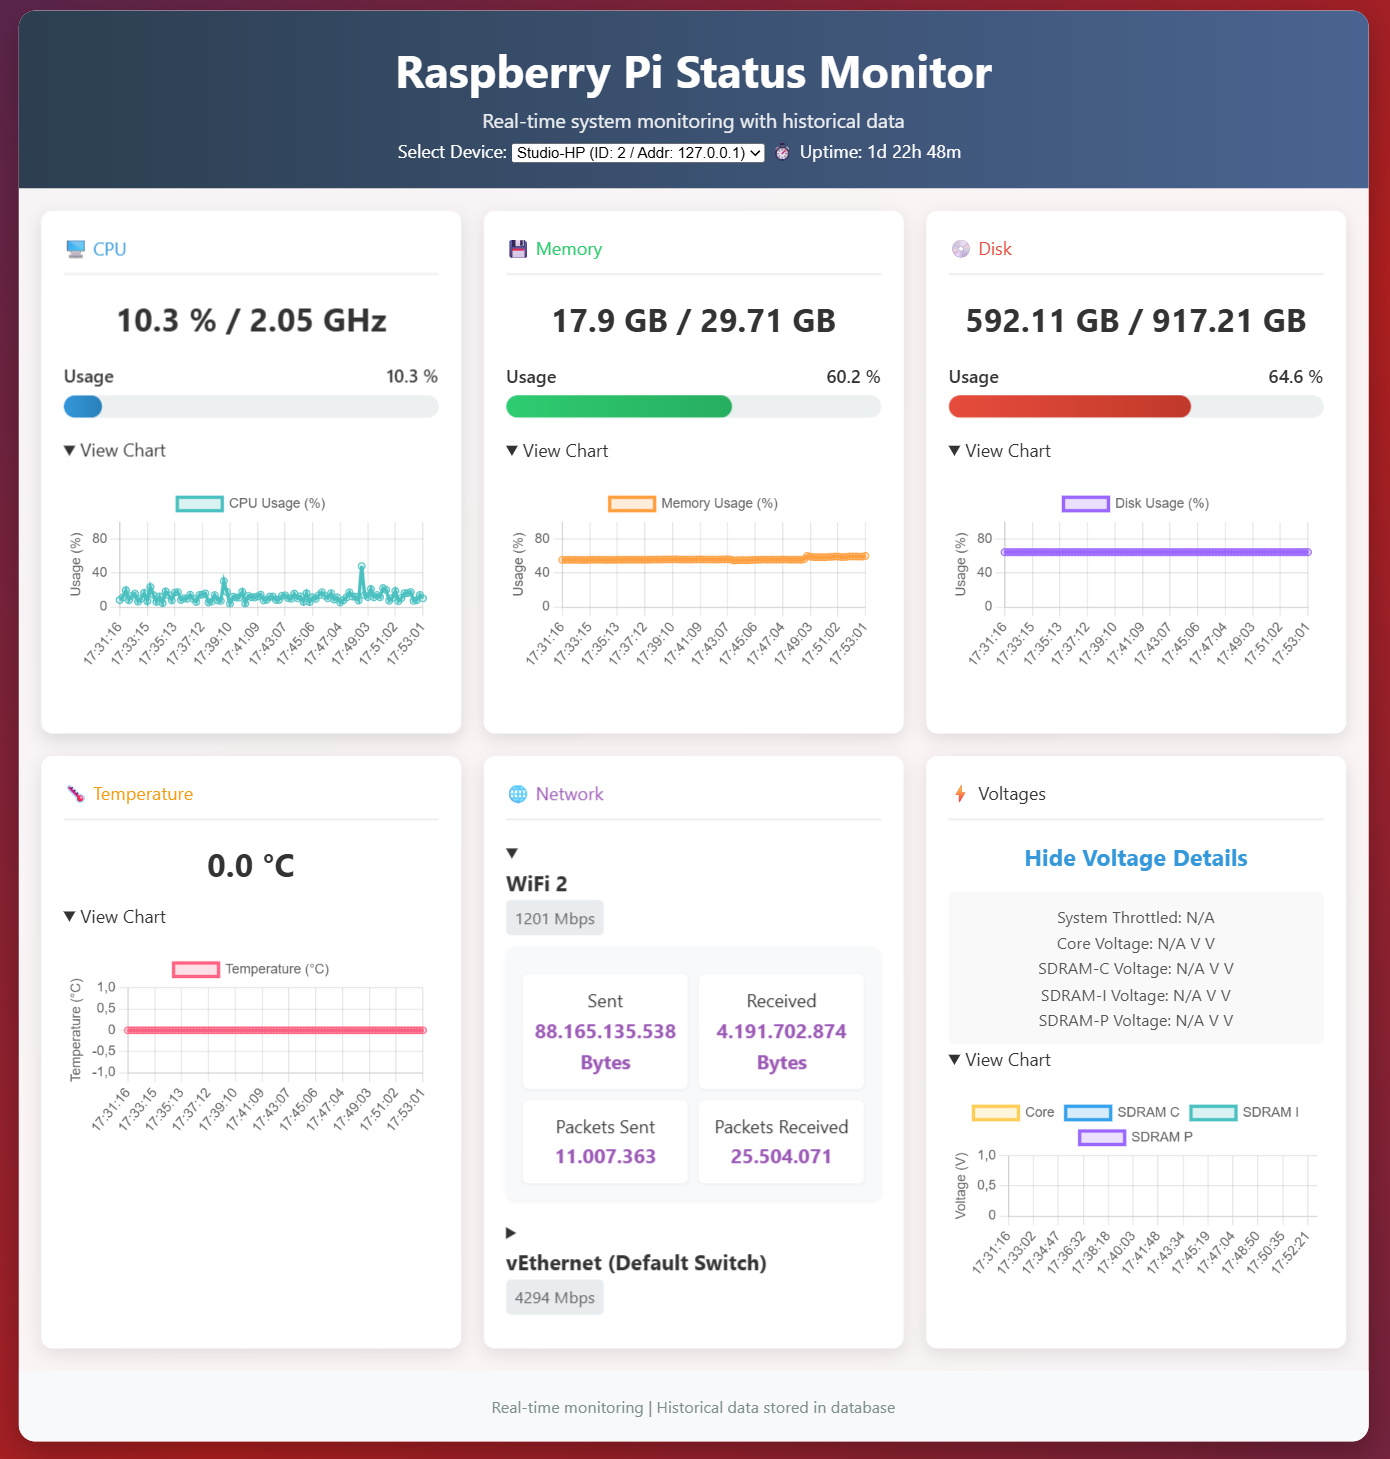 Raspberry Pi Status Monitor
Real-time system monitoring with historical data
Select Device: Studio-HP (ID: 2 / Addr: 127.0.0.1) Uptime: 1d 22h 48m
CPU
10.3 % / 2.05 GHz
Usage 10.3 %
▼ View Chart
CPU Usage (%)
Usage (%)
80
40
0
17:31:16 17:33:15 17:35:13 17:37:12 17:39:10 17:41:09 17:43:07 17:45:06 17:47:04 17:49:03 17:51:02 17:53:01
Memory
17.9 GB / 29.71 GB
Usage 60.2 %
▼ View Chart
Memory Usage (%)
Usage (%)
80
40
0
17:31:16 17:33:15 17:35:13 17:37:12 17:39:10 17:41:09 17:43:07 17:45:06 17:47:04 17:49:03 17:51:02 17:53:01
Disk
592.11 GB / 917.21 GB
Usage 64.6 %
▼ View Chart
Disk Usage (%)
Usage (%)
80
40
0
17:31:16 17:33:15 17:35:13 17:37:12 17:39:10 17:41:09 17:43:07 17:45:06 17:47:04 17:49:03 17:51:02 17:53:01
Temperature
0.0 °C
▼ View Chart
Temperature (°C)
Temperature (°C)
1,0
0,5
0
-0,5
-1,0
17:31:16 17:33:15 17:35:13 17:37:12 17:39:10 17:41:09 17:43:07 17:45:06 17:47:04 17:49:03 17:51:02 17:53:01
Network
▼
WiFi 2
1201 Mbps
Sent
88.165.135.538
Bytes
Received
4.191.702.874
Bytes
Packets Sent
11.007.363
Packets Received
25.504.071
▶
vEthernet (Default Switch)
4294 Mbps
Voltages
Hide Voltage Details
System Throttled: N/A
Core Voltage: N/A V V
SDRAM-C Voltage: N/A V V
SDRAM-I Voltage: N/A V V
SDRAM-P Voltage: N/A V V
▼ View Chart
Core SDRAM C SDRAM I
SDRAM P
Voltage (V)
1,0
0,5
0
17:31:16 17:33:02 17:34:47 17:36:32 17:38:18 17:40:03 17:41:48 17:43:34 17:45:19 17:47:04 17:48:50 17:50:35 17:52:21
Real-time monitoring | Historical data stored in database